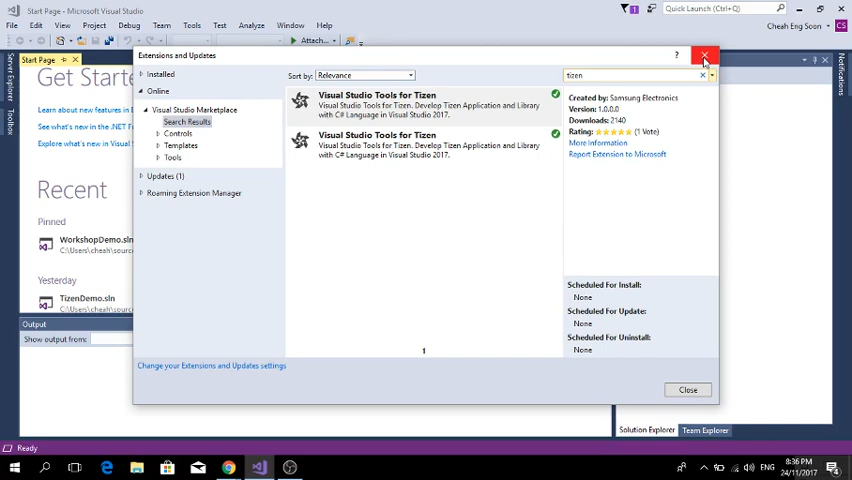 Start Page - Microsoft Visual Studio
Quick Launch (Ctrl+Q)
File Edit View Project Debug Team Tools Test Analyze Window Help
Cheah Eng Soon
Attach...
Start Page
Server Explorer
Toolbox
Notifications
Get Starte
Learn about new features in
See what's new in the .NET F
Explore what's new in Visual
Recent
Pinned
WorkshopDemo.sln
C:\Users\cheah\source
Yesterday
TizenDemo.sln
C:\Users\cheah\source
Output
Show output from:
Extensions and Updates
?
Installed
Online
Visual Studio Marketplace
Search Results
Controls
Templates
Tools
Updates (1)
Roaming Extension Manager
Sort by: Relevance
tizen
Visual Studio Tools for Tizen
Visual Studio Tools for Tizen. Develop Tizen Application and Library
with C# Language in Visual Studio 2017.
Visual Studio Tools for Tizen
Visual Studio Tools for Tizen. Develop Tizen Application and Library
with C# Language in Visual Studio 2017.
1
Created by: Samsung Electronics
Version: 1.0.0.0
Downloads: 2140
Rating: (1 Vote)
More Information
Report Extension to Microsoft
Scheduled For Install:
None
Scheduled For Update:
None
Scheduled For Uninstall:
None
Change your Extensions and Updates settings
Close
Solution Explorer Team Explorer
Ready
ENG
8:36 PM
24/11/2017